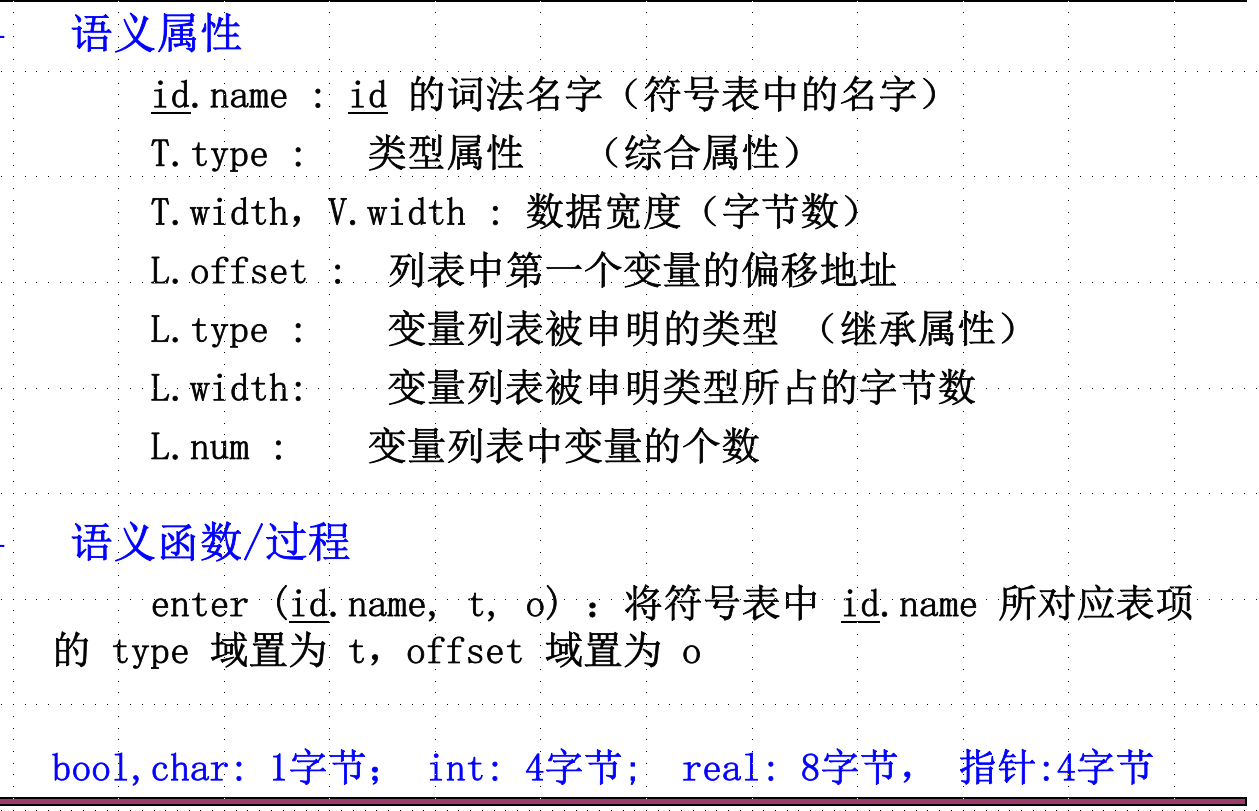 语义属性
id.name : id 的词法名字（符号表中的名字）
T.type : 类型属性 （综合属性）
T.width，V.width : 数据宽度（字节数）
L.offset : 列表中第一个变量的偏移地址
L.type : 变量列表被申明的类型 （继承属性）
L.width: 变量列表被申明类型所占的字节数
L.num : 变量列表中变量的个数
语义函数/过程
enter (id.name, t, o) ：将符号表中 id.name 所对应表项
的 type 域置为 t，offset 域置为 o
bool,char: 1字节； int: 4字节; real: 8字节， 指针:4字节